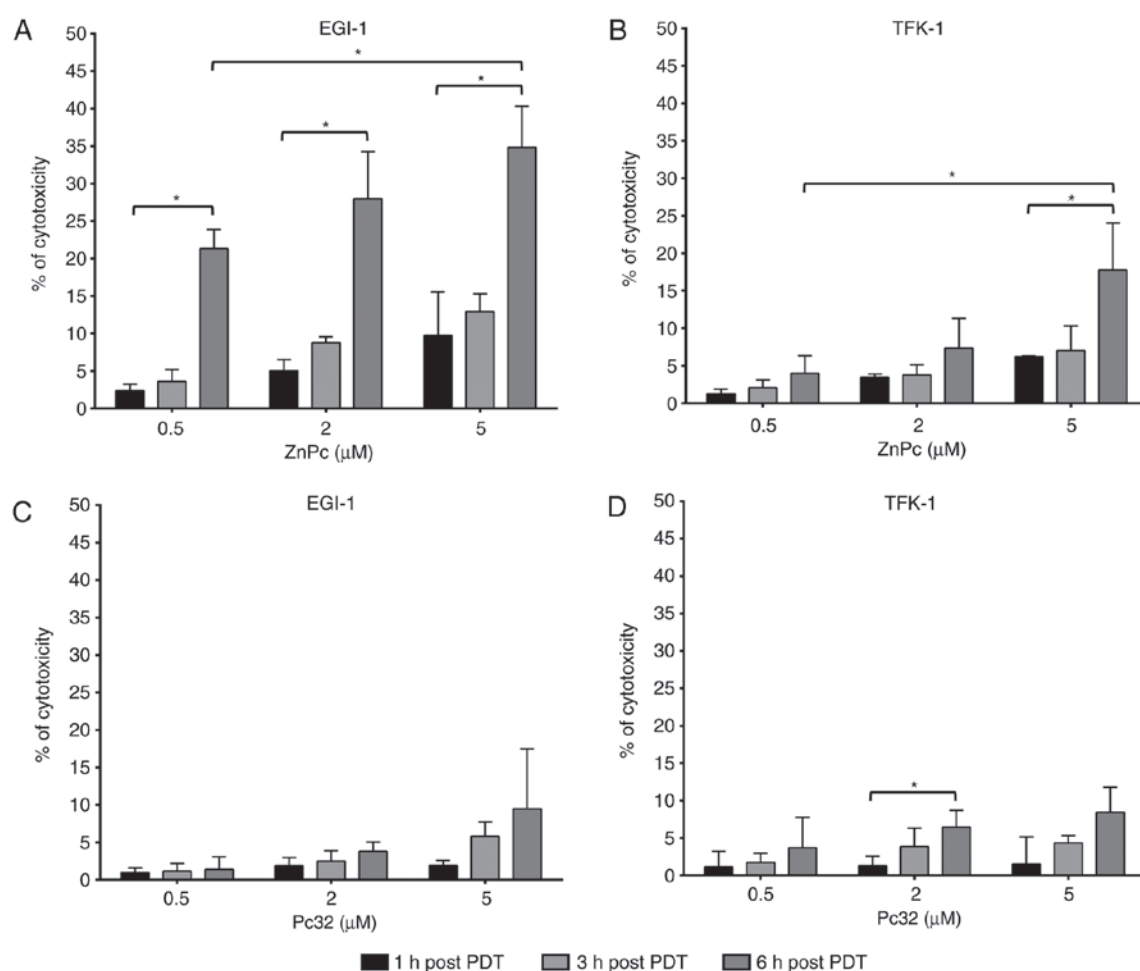 A
EGI-1
50
45
40
35
30
25
20
15
10
5
0
% of cytotoxicity
*
*
*
*
0.5 2 5
ZnPc (μM)
B
TFK-1
50
45
40
35
30
25
20
15
10
5
0
% of cytotoxicity
*
*
0.5 2 5
ZnPc (μM)
C
EGI-1
50
45
40
35
30
25
20
15
10
5
0
% of cytotoxicity
0.5 2 5
Pc32 (μM)
D
TFK-1
50
45
40
35
30
25
20
15
10
5
0
% of cytotoxicity
*
0.5 2 5
Pc32 (μM)
1 h post PDT 3 h post PDT 6 h post PDT